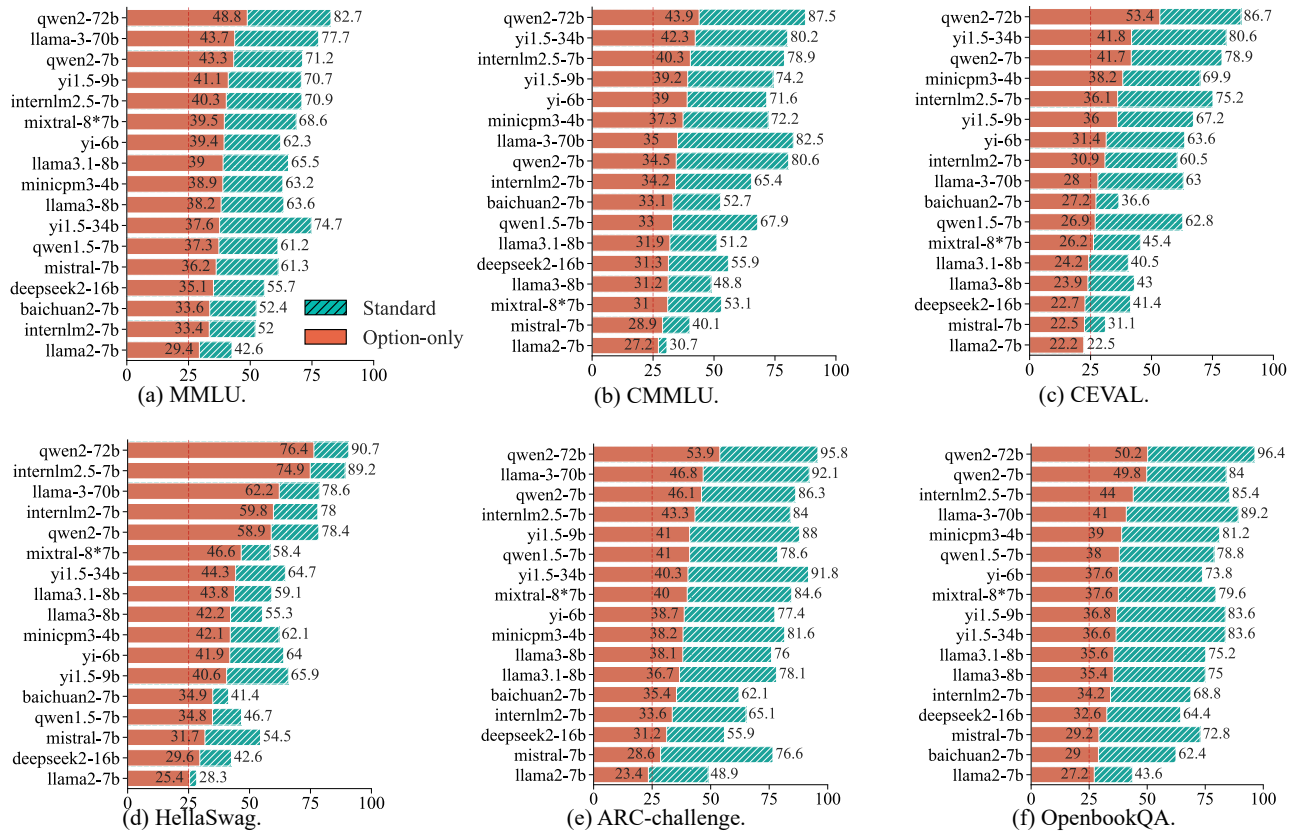 qwen2-72b 48.8 82.7
llama-3-70b 43.7 77.7
qwen2-7b 43.3 71.2
yi1.5-9b 41.1 70.7
internlm2.5-7b 40.3 70.9
mixtral-8*7b 39.5 68.6
yi-6b 39.4 62.3
llama3.1-8b 39 65.5
minicpm3-4b 38.9 63.2
llama3-8b 38.2 63.6
yi1.5-34b 37.6 74.7
qwen1.5-7b 37.3 61.2
mistral-7b 36.2 61.3
deepseek2-16b 35.1 55.7
baichuan2-7b 33.6 52.4
internlm2-7b 33.4 52
llama2-7b 29.4 42.6
Standard
Option-only
0 25 50 75 100
(a) MMLU.
qwen2-72b 43.9 87.5
yi1.5-34b 42.3 80.2
internlm2.5-7b 40.3 78.9
yi1.5-9b 39.2 74.2
yi-6b 39 71.6
minicpm3-4b 37.3 72.2
llama-3-70b 35 82.5
qwen2-7b 34.5 80.6
internlm2-7b 34.2 65.4
baichuan2-7b 33.1 52.7
qwen1.5-7b 33 67.9
llama3.1-8b 31.9 51.2
deepseek2-16b 31.3 55.9
llama3-8b 31.2 48.8
mixtral-8*7b 31 53.1
mistral-7b 28.9 40.1
llama2-7b 27.2 30.7
0 25 50 75 100
(b) CMMLU.
qwen2-72b 53.4 86.7
yi1.5-34b 41.8 80.6
qwen2-7b 41.7 78.9
minicpm3-4b 38.2 69.9
internlm2.5-7b 36.1 75.2
yi1.5-9b 36 67.2
yi-6b 31.4 63.6
internlm2-7b 30.9 60.5
llama-3-70b 28 63
baichuan2-7b 27.2 36.6
qwen1.5-7b 26.9 62.8
mixtral-8*7b 26.2 45.4
llama3.1-8b 24.2 40.5
llama3-8b 23.9 43
deepseek2-16b 22.7 41.4
mistral-7b 22.5 31.1
llama2-7b 22.2 22.5
0 25 50 75 100
(c) CEVAL.
qwen2-72b 76.4 90.7
internlm2.5-7b 74.9 89.2
llama-3-70b 62.2 78.6
internlm2-7b 59.8 78
qwen2-7b 58.9 78.4
mixtral-8*7b 46.6 58.4
yi1.5-34b 44.3 64.7
llama3.1-8b 43.8 59.1
llama3-8b 42.2 55.3
minicpm3-4b 42.1 62.1
yi-6b 41.9 64
yi1.5-9b 40.6 65.9
baichuan2-7b 34.9 41.4
qwen1.5-7b 34.8 46.7
mistral-7b 31.7 54.5
deepseek2-16b 29.6 42.6
llama2-7b 25.4 28.3
0 25 50 75 100
(d) HellaSwag.
qwen2-72b 53.9 95.8
llama-3-70b 46.8 92.1
qwen2-7b 46.1 86.3
internlm2.5-7b 43.3 84
yi1.5-9b 41 88
qwen1.5-7b 41 78.6
yi1.5-34b 40.3 91.8
mixtral-8*7b 40 84.6
yi-6b 38.7 77.4
minicpm3-4b 38.2 81.6
llama3-8b 38.1 76
llama3.1-8b 36.7 78.1
baichuan2-7b 35.4 62.1
internlm2-7b 33.6 65.1
deepseek2-16b 31.2 55.9
mistral-7b 28.6 76.6
llama2-7b 23.4 48.9
0 25 50 75 100
(e) ARC-challenge.
qwen2-72b 50.2 96.4
qwen2-7b 49.8 84
internlm2.5-7b 44 85.4
llama-3-70b 41 89.2
minicpm3-4b 39 81.2
qwen1.5-7b 38 78.8
yi-6b 37.6 73.8
mixtral-8*7b 37.6 79.6
yi1.5-9b 36.8 83.6
yi1.5-34b 36.6 83.6
llama3.1-8b 35.6 75.2
llama3-8b 35.4 75
internlm2-7b 34.2 68.8
deepseek2-16b 32.6 64.4
mistral-7b 29.2 72.8
baichuan2-7b 29 62.4
llama2-7b 27.2 43.6
0 25 50 75 100
(f) OpenbookQA.